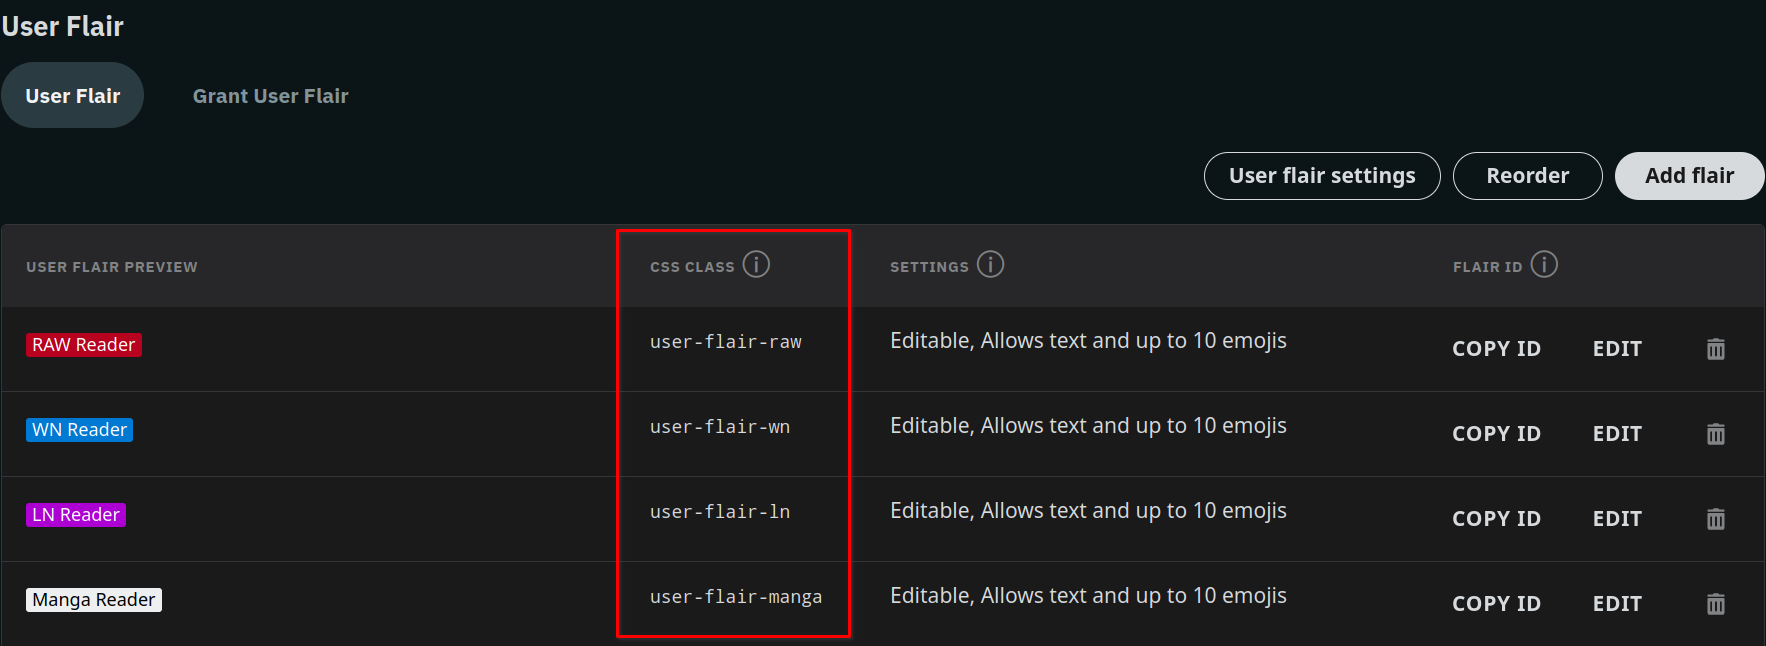 User Flair
User Flair Grant User Flair
User flair settings Reorder Add flair
USER FLAIR PREVIEW CSS CLASS SETTINGS FLAIR ID
RAW Reader user-flair-raw Editable, Allows text and up to 10 emojis COPY ID EDIT
WN Reader user-flair-wn Editable, Allows text and up to 10 emojis COPY ID EDIT
LN Reader user-flair-ln Editable, Allows text and up to 10 emojis COPY ID EDIT
Manga Reader user-flair-manga Editable, Allows text and up to 10 emojis COPY ID EDIT